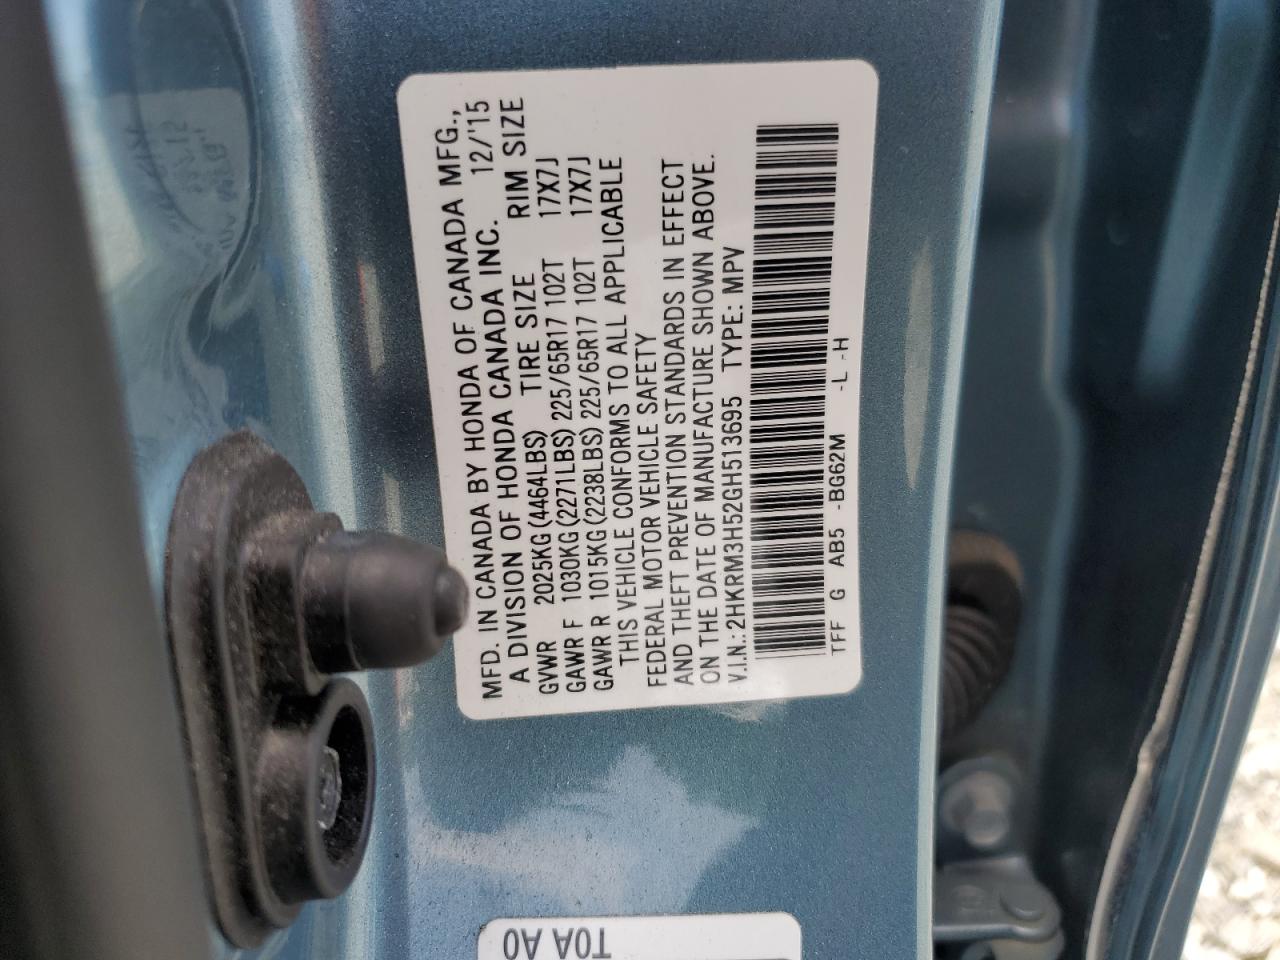 MFD. IN CANADA BY HONDA OF CANADA MFG.,
A DIVISION OF HONDA CANADA INC. 12/'15
GVWR 2025KG(4464LBS) TIRE SIZE RIM SIZE
GAWR F 1030KG(2271LBS) 225/65R17 102T 17X7J
GAWR R 1015KG(2238LBS) 225/65R17 102T 17X7J
THIS VEHICLE CONFORMS TO ALL APPLICABLE
FEDERAL MOTOR VEHICLE SAFETY
AND THEFT PREVENTION STANDARDS IN EFFECT
ON THE DATE OF MANUFACTURE SHOWN ABOVE.
V.I.N.: 2HKRM3H52GH513695 TYPE: MPV
TFF G AB5 -BG62M -L -H
T0A A0